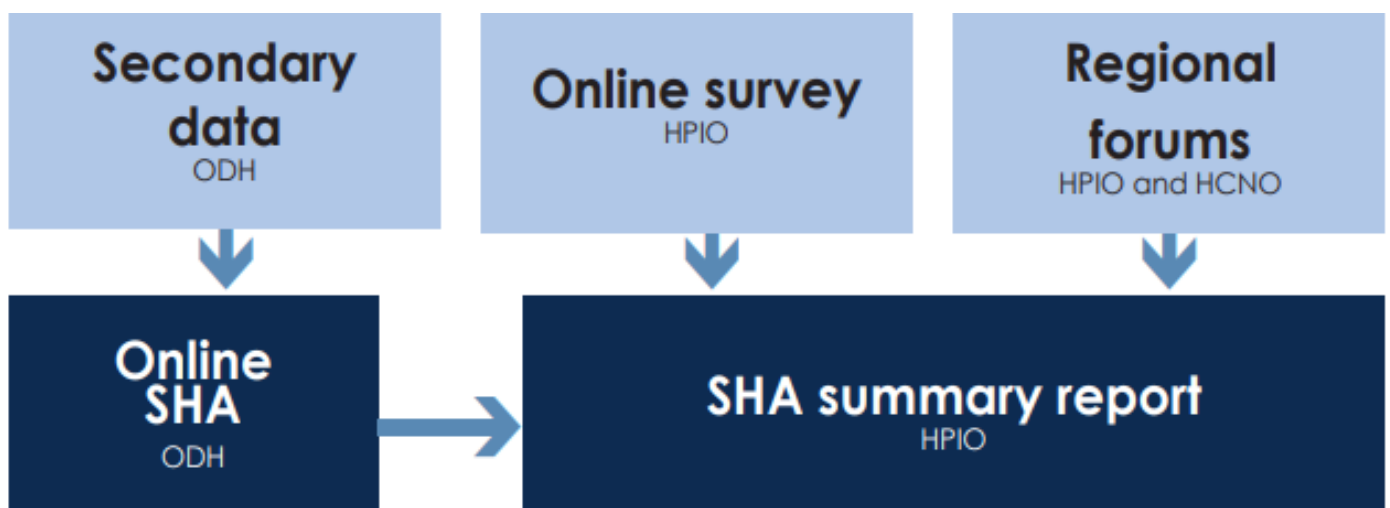 Secondary
data
ODH
Online survey
HPIO
Regional
forums
HPIO and HCNO
Online
SHA
ODH
SHA summary report
HPIO